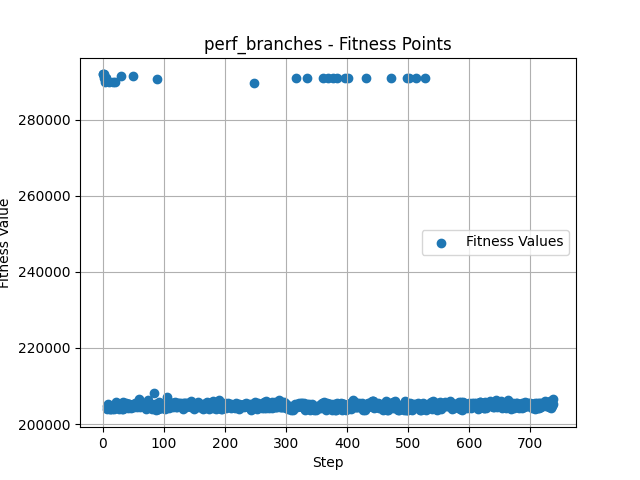 perf_branches - Fitness Points
Fitness Value
280000
260000
240000
220000
200000
Fitness Values
0 100 200 300 400 500 600 700
Step